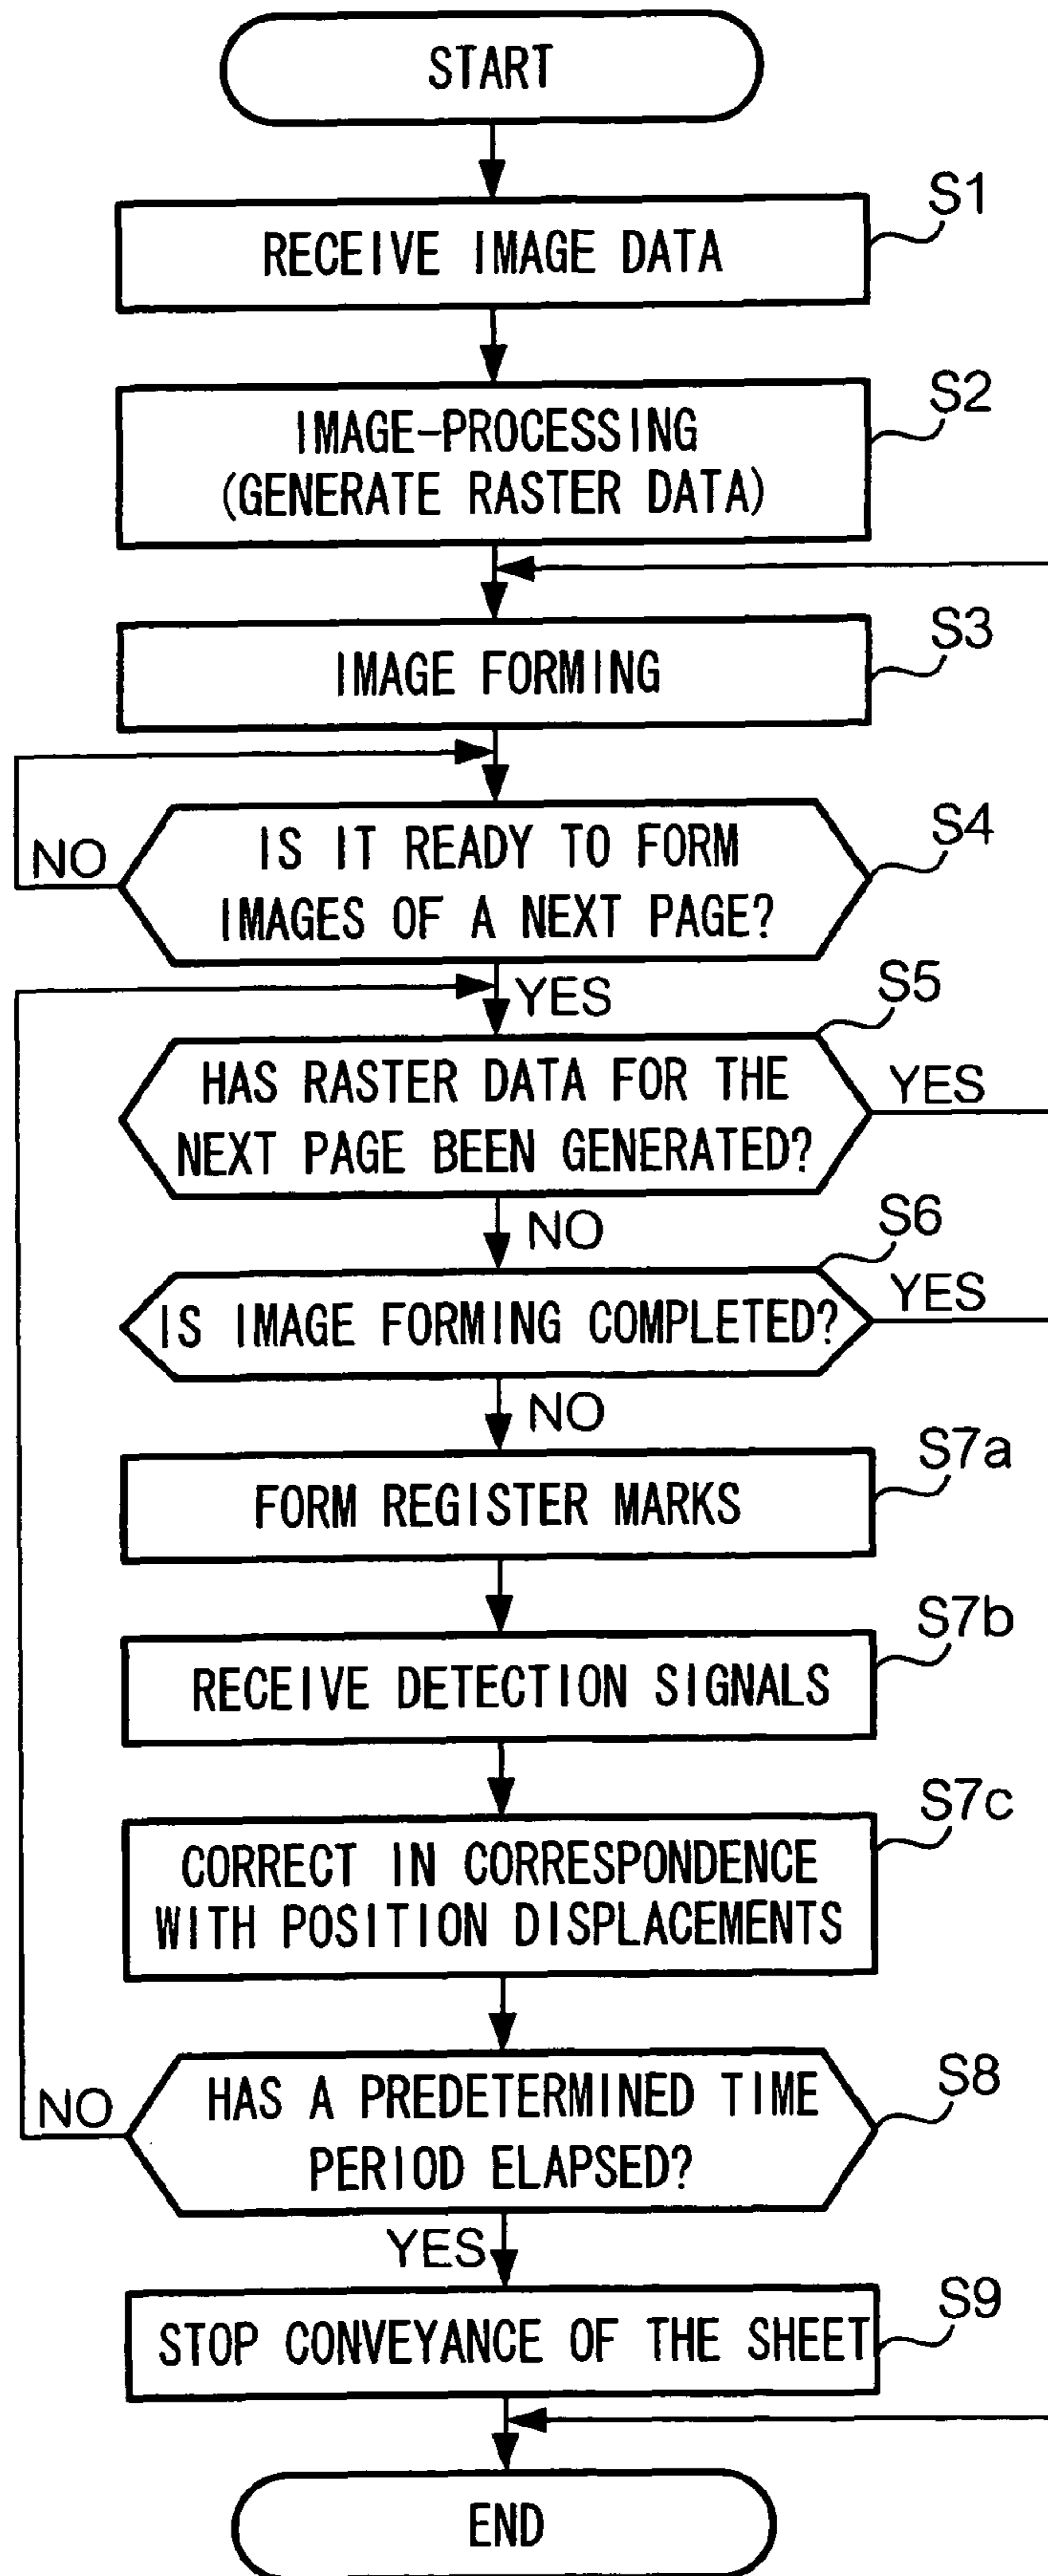 START
S1
RECEIVE IMAGE DATA
S2
IMAGE-PROCESSING
(GENERATE RASTER DATA)
S3
IMAGE FORMING
S4
IS IT READY TO FORM
IMAGES OF A NEXT PAGE?
NO
YES
S5
HAS RASTER DATA FOR THE
NEXT PAGE BEEN GENERATED?
YES
NO
S6
IS IMAGE FORMING COMPLETED?
YES
NO
S7a
FORM REGISTER MARKS
S7b
RECEIVE DETECTION SIGNALS
S7c
CORRECT IN CORRESPONDENCE
WITH POSITION DISPLACEMENTS
S8
HAS A PREDETERMINED TIME
PERIOD ELAPSED?
NO
YES
S9
STOP CONVEYANCE OF THE SHEET
END